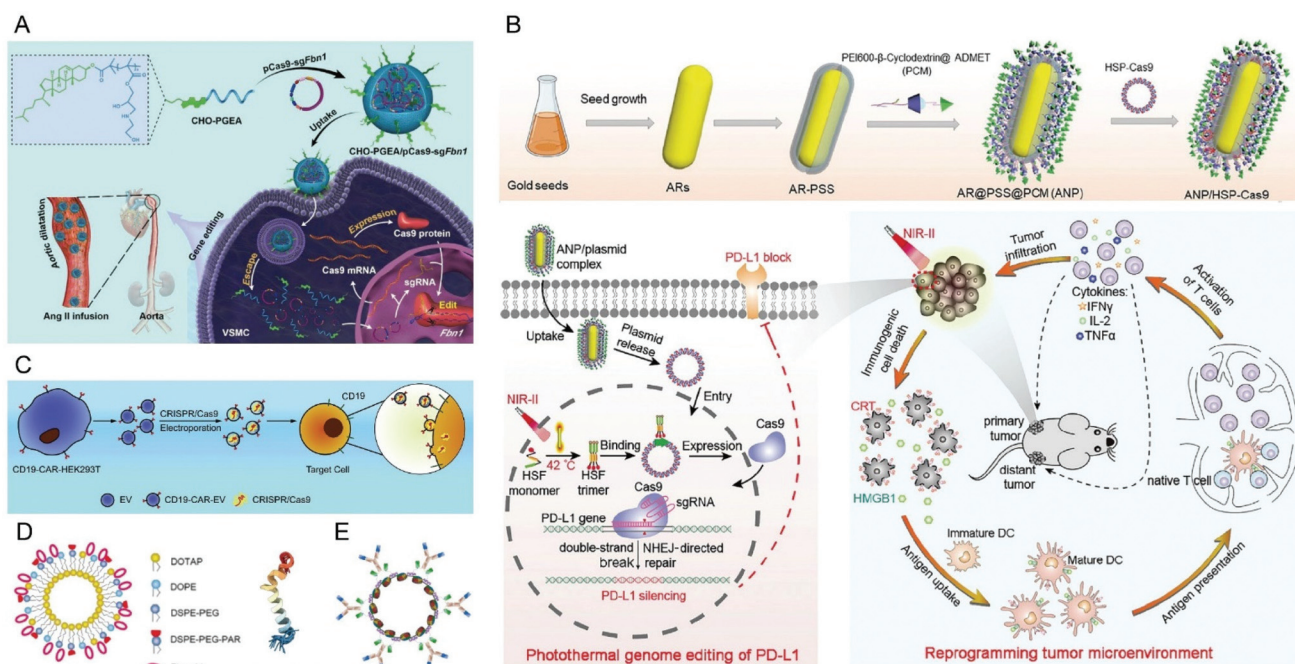 A
pCas9-sgFbn1
CHO-PGEA
Uptake
CHO-PGEA/pCas9-sgFbn1
Aortic dilatation
Ang II infusion
Aorta
Gene editing
Expression
Cas9 protein
Cas9 mRNA
sgRNA
Escape
Edit
VSMC
Fbn1
B
PEI600-β-Cyclodextrin@ ADMET
(PCM)
HSP-Cas9
Seed growth
Gold seeds
ARs
AR-PSS
AR@PSS@PCM (ANP)
ANP/HSP-Cas9
ANP/plasmid
complex
PD-L1 block
Uptake
Plasmid
release
Entry
NIR-II
42 °C
HSF
monomer
HSF
trimer
Binding
Expression
Cas9
Cas9
sgRNA
PD-L1 gene
double-strand
break
NHEJ-directed
repair
PD-L1 silencing
Photothermal genome editing of PD-L1
NIR-II
Tumor
infiltration
Cytokines:
IFNγ
IL-2
TNFα
Activation
of T cells
Immunogenic
cell death
CRT
HMGB1
primary
tumor
distant
tumor
native T cell
Immature DC
Mature DC
Antigen uptake
Antigen presentation
Reprogramming tumor microenvironment
C
CD19-CAR-HEK293T
CRISPR/Cas9
Electroporation
CD19
Target Cell
EV
CD19-CAR-EV
CRISPR/Cas9
D
DOTAP
DOPE
DSPE-PEG
DSPE-PEG-PAR
E